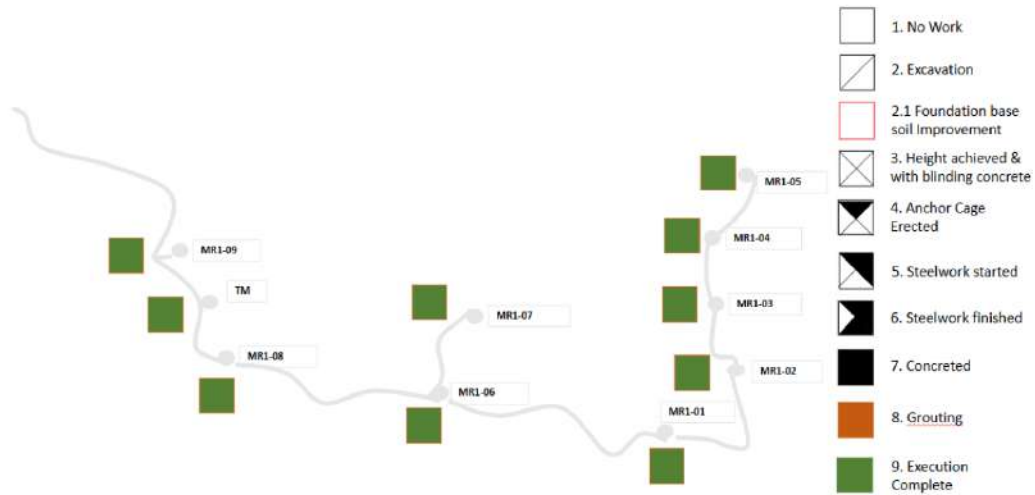 1. No Work
2. Excavation
2.1 Foundation base
soil Improvement
3. Height achieved &
with blinding concrete
4. Anchor Cage
Erected
5. Steelwork started
6. Steelwork finished
7. Concreted
8. Grouting
9. Execution
Complete
MR1-05
MR1-04
MR1-09
TM
MR1-03
MR1-07
MR1-08
MR1-02
MR1-06
MR1-01